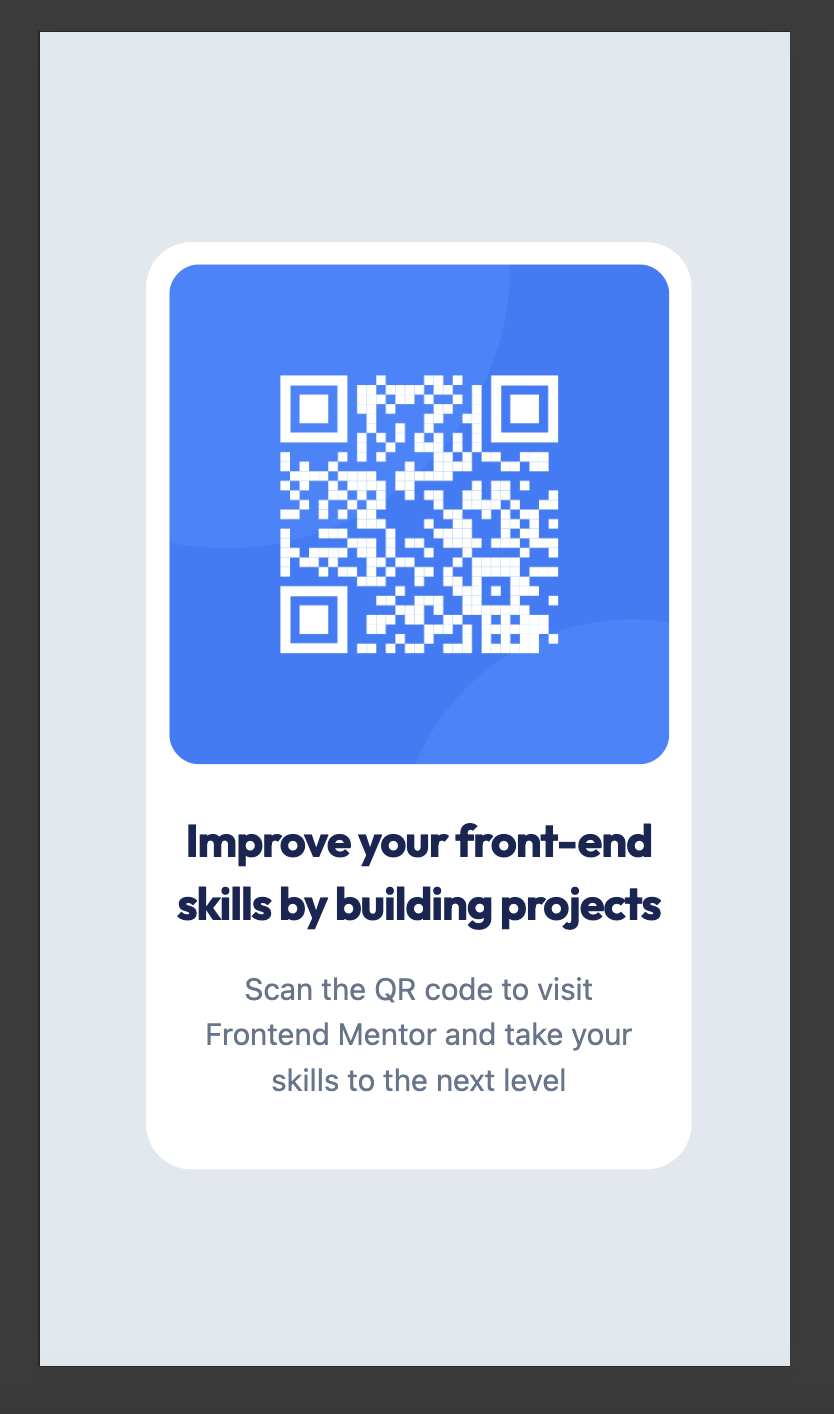 Improve your front-end
skills by building projects
Scan the QR code to visit
Frontend Mentor and take your
skills to the next level